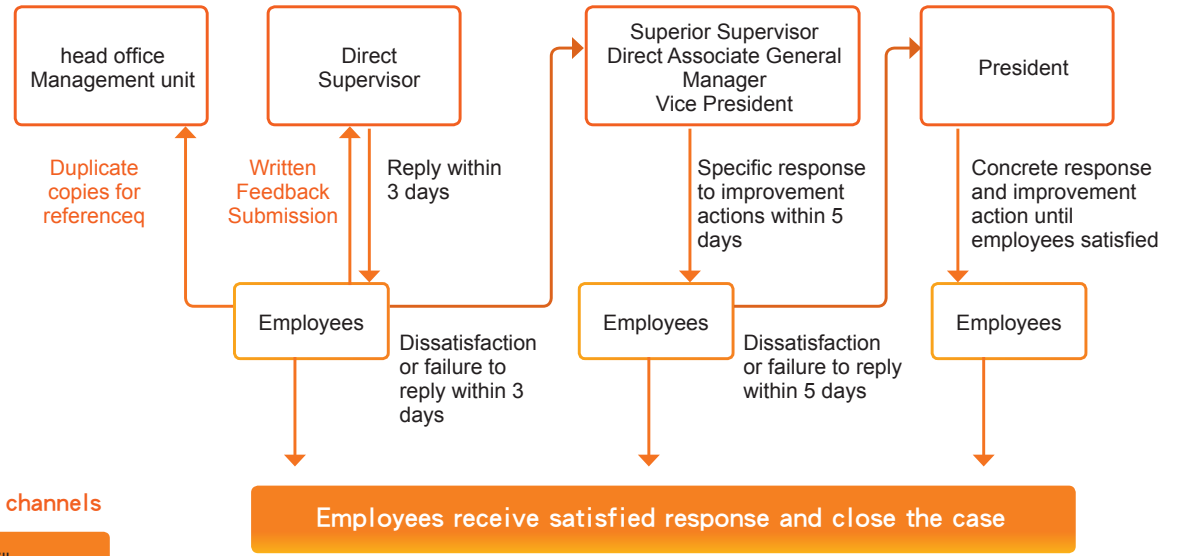 head office
Management unit
Direct
Supervisor
Superior Supervisor
Direct Associate General
Manager
Vice President
President
Duplicate
copies for
referenceq
Written
Feedback
Submission
Reply within
3 days
Specific response
to improvement
actions within 5
days
Concrete response
and improvement
action until
employees satisfied
Employees
Employees
Employees
Dissatisfaction
or failure to
reply within 3
days
Dissatisfaction
or failure to reply
within 5 days
channels
Employees receive satisfied response and close the case